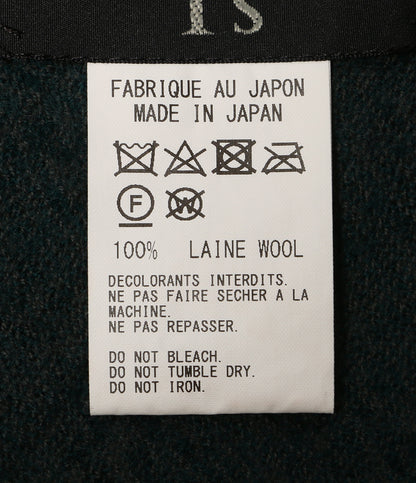 IS
FABRIQUE AU JAPON
MADE IN JAPAN
F W
100% LAINE WOOL
DECOLORANTS INTERDITS.
NE PAS FAIRE SECHER A LA
MACHINE.
NE PAS REPASSER.
DO NOT BLEACH.
DO NOT TUMBLE DRY.
DO NOT IRON.